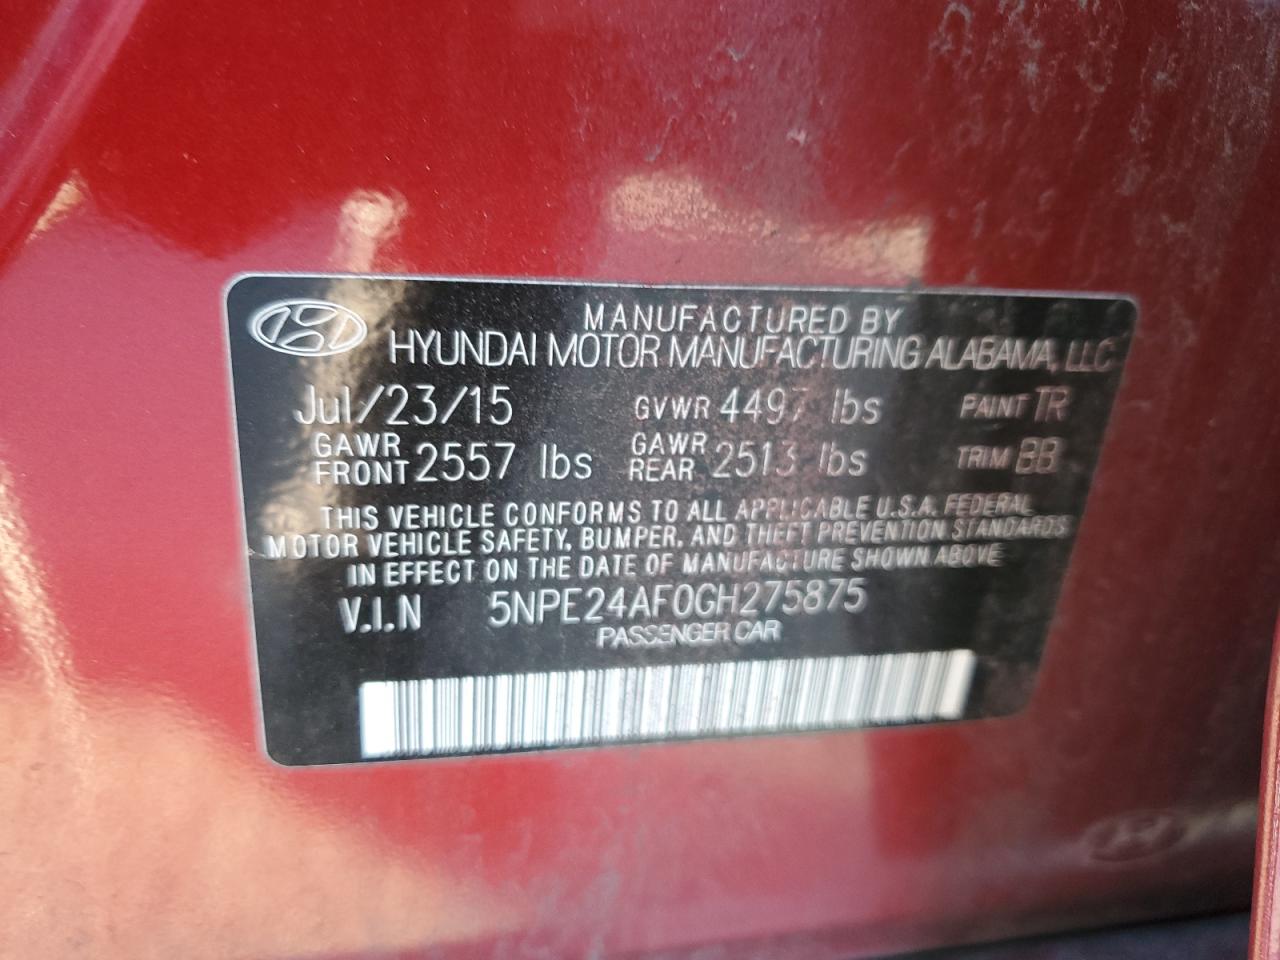 MANUFACTURED BY
HYUNDAI MOTOR MANUFACTURING ALABAMA, LLC
Jul/23/15 GVWR 4497 lbs PAINT TR
GAWR FRONT 2557 lbs GAWR REAR 2513 lbs TRIM BB
THIS VEHICLE CONFORMS TO ALL APPLICABLE U.S.A. FEDERAL
MOTOR VEHICLE SAFETY, BUMPER, AND THEFT PREVENTION STANDARDS
IN EFFECT ON THE DATE OF MANUFACTURE SHOWN ABOVE
V.I.N 5NPE24AF0GH275875
PASSENGER CAR